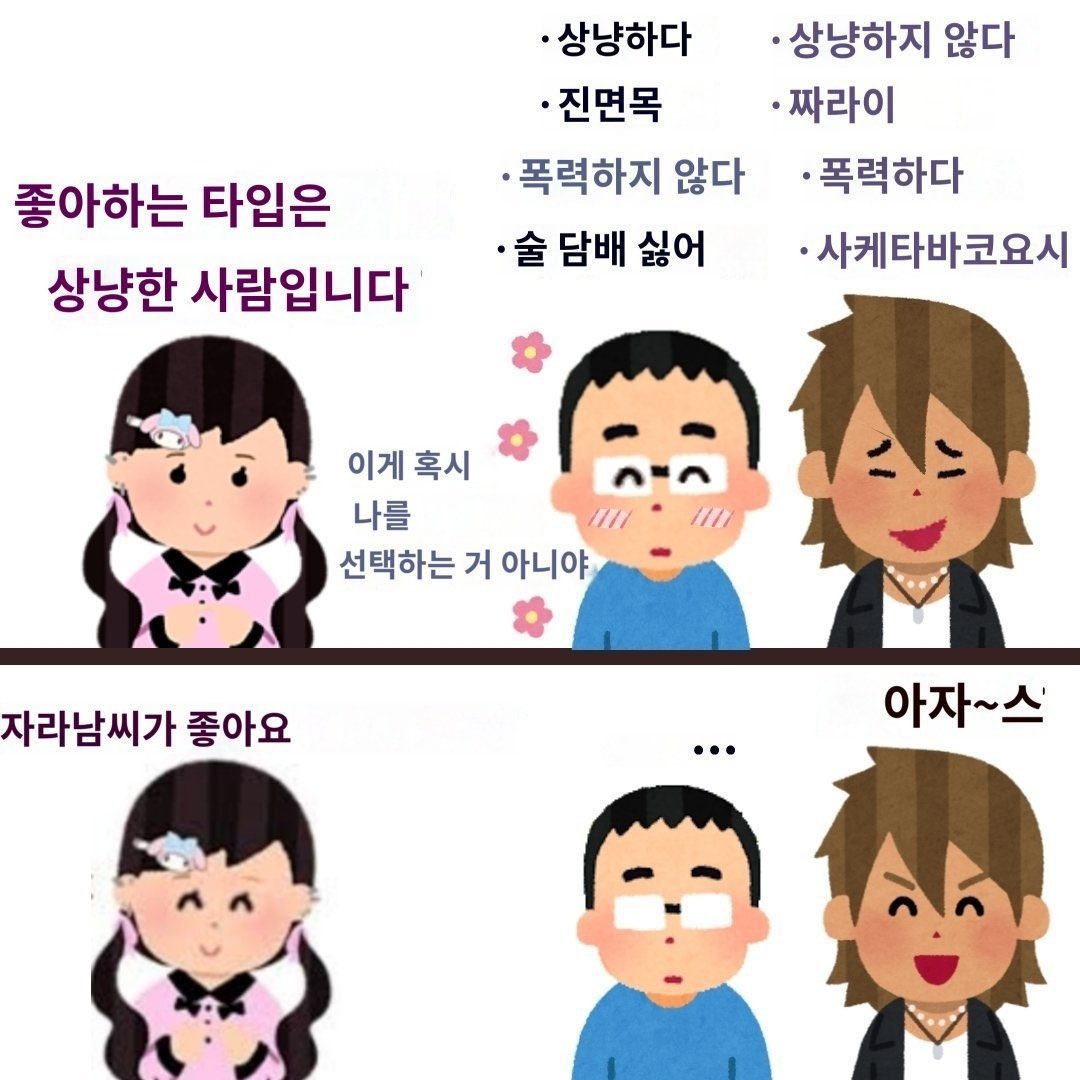 ·상냥하다
·진면목
·폭력하지 않다
·술 담배 싫어
·상냥하지 않다
·짜라이
·폭력하다
·사케타바코요시
좋아하는 타입은
상냥한 사람입니다
이게 혹시
나를
선택하는 거 아니야
자라남씨가 좋아요
...
아자~스